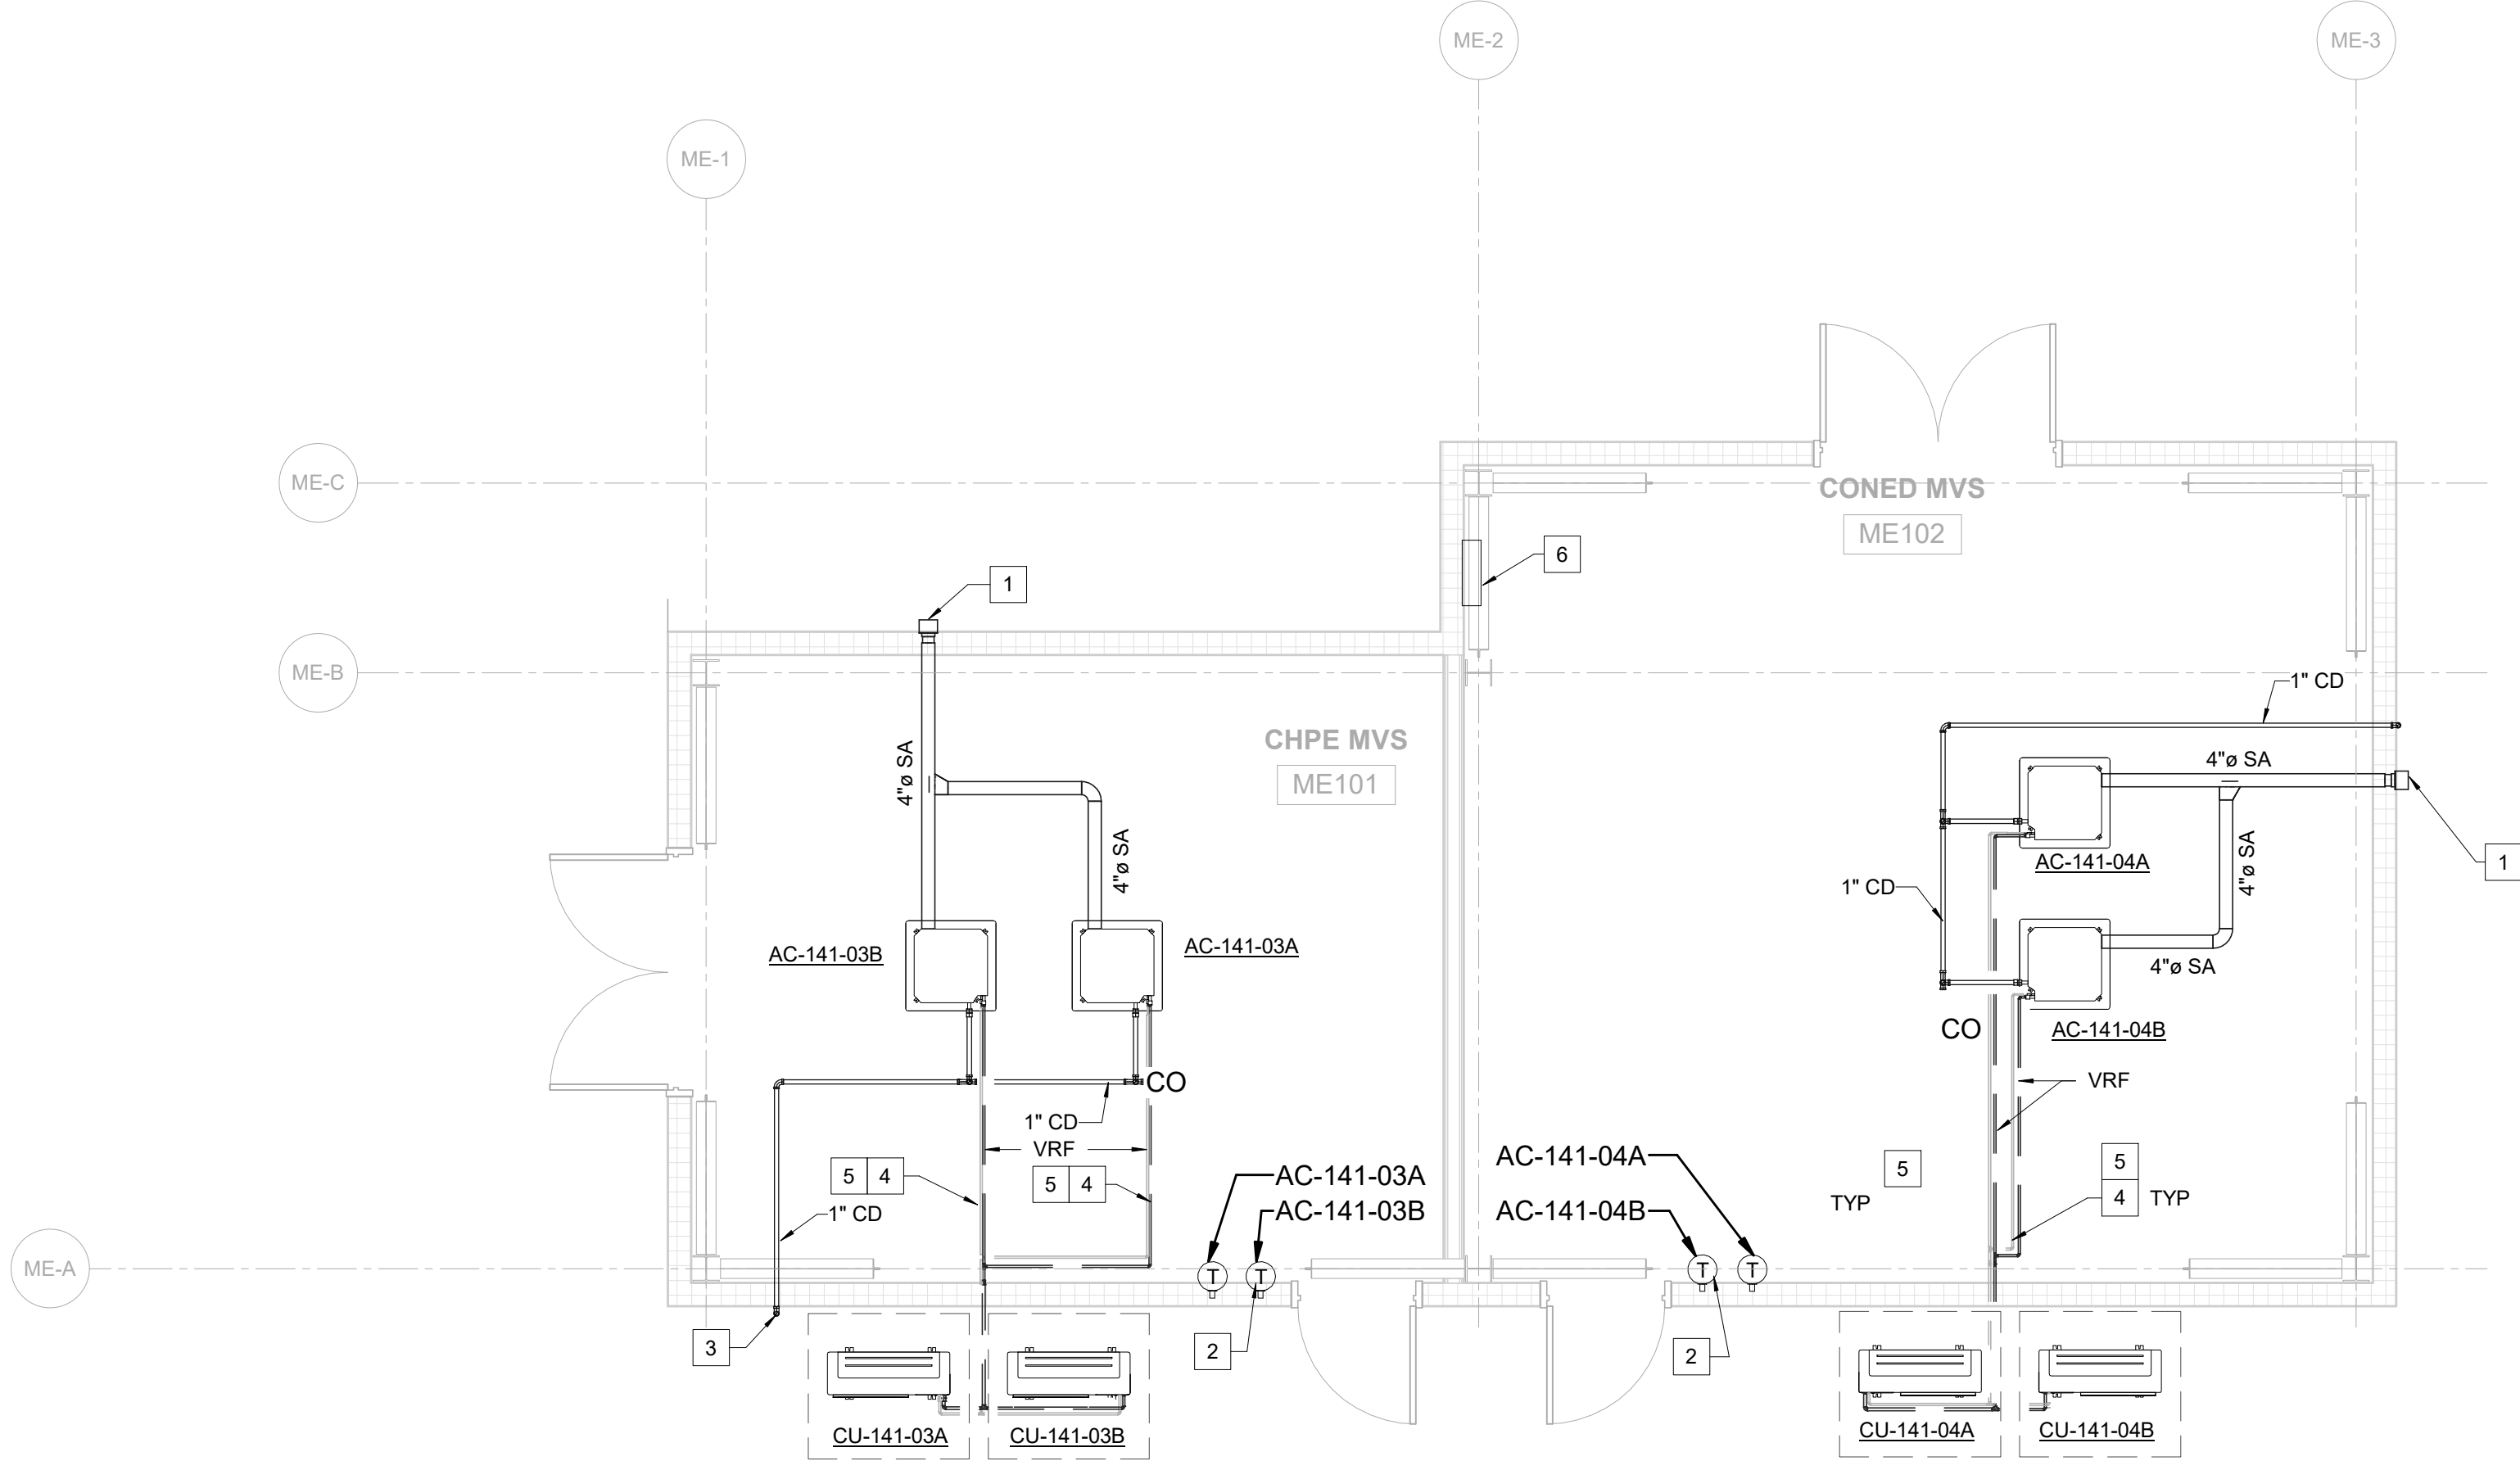 ME-2
ME-3
ME-1
ME-C
CONED MVS
ME102
6
1
ME-B
1" CD
CHPE MVS
ME101
4"ø SA
4"ø SA
4"ø SA
4"ø SA
1
AC-141-04A
1" CD
AC-141-03B
AC-141-03A
4"ø SA
CO
AC-141-04B
CO
VRF
1" CD
VRF
5 4
5 4
AC-141-03A
AC-141-04A
5
5
4
TYP
TYP
1" CD
AC-141-03B
AC-141-04B
ME-A
T
T
T
T
3
2
2
CU-141-03A
CU-141-03B
CU-141-04A
CU-141-04B